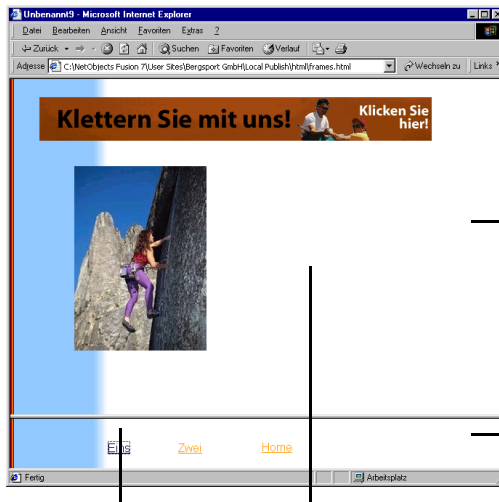 Unbenannt9 - Microsoft Internet Explorer
Datei Bearbeiten Ansicht Favoriten Extras ?
Zurück Suchen Favoriten Verlauf
Adresse C:\NetObjects Fusion 7\User Sites\Bergsport GmbH\Local Publish\html\frames.html Wechseln zu Links
Klettern Sie mit uns! Klicken Sie
hier!
Eins Zwei Home
Fertig Arbeitsplatz